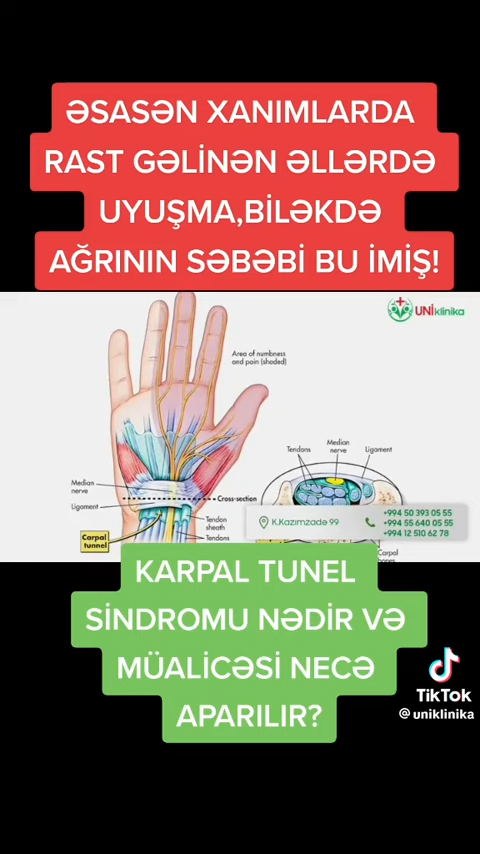 ƏSASƏN XANIMLARDA
RAST GƏLİNƏN ƏLLƏRDƏ
UYUŞMA,BİLƏKDƏ
AĞRININ SƏBƏBİ BU İMİŞ!
UNİklinika
Area of numbness
and pain (shaded)
Median
nerve
Ligament
Carpal
tunnel
Cross-section
Tendon
sheath
Tendons
Tendons
Median
nerve
Ligament
K.Kazımzadə 99
+994 50 393 05 55
+994 55 640 05 55
+994 12 510 62 78
Carpal
bones
KARPAL TUNEL
SİNDROMU NƏDİR VƏ
MÜALİCƏSİ NECƏ
APARILIR?
TikTok
@uniklinika